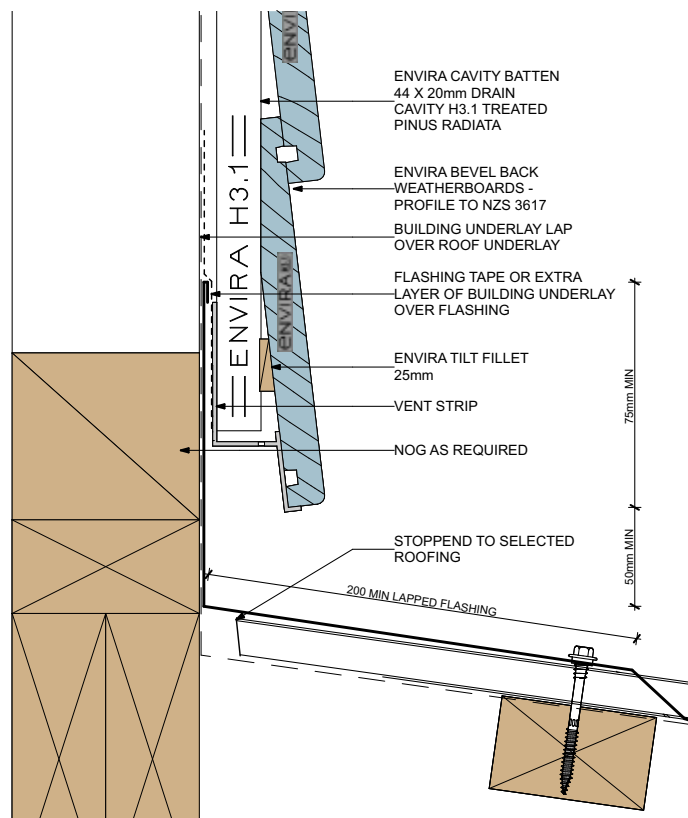 ENVI
ENVIRA CAVITY BATTEN
44 X 20mm DRAIN
CAVITY H3.1 TREATED
PINUS RADIATA
ENVIRA BEVEL BACK
WEATHERBOARDS -
PROFILE TO NZS 3617
BUILDING UNDERLAY LAP
OVER ROOF UNDERLAY
ENVIRA H3.1
FLASHING TAPE OR EXTRA
LAYER OF BUILDING UNDERLAY
OVER FLASHING
ENVIRA
ENVIRA TILT FILLET
25mm
75mm MIN
VENT STRIP
NOG AS REQUIRED
STOPPEND TO SELECTED
ROOFING
50mm MIN
200 MIN LAPPED FLASHING